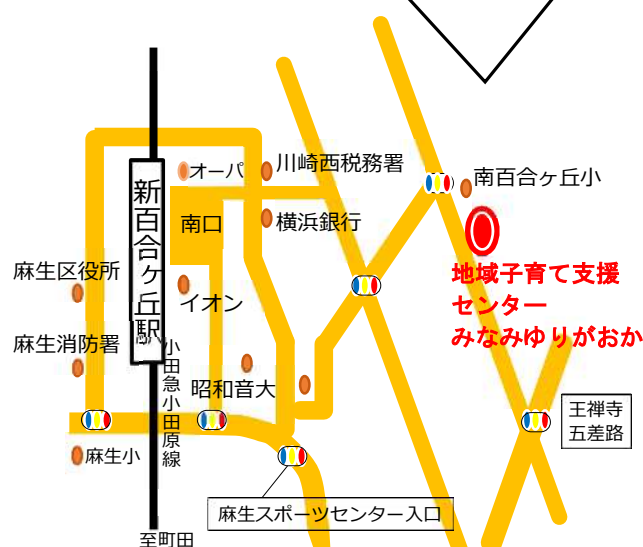 オーパ
川崎西税務署
南百合ヶ丘小
新百合ヶ丘駅
南口
横浜銀行
麻生区役所
イオン
地域子育て支援
センター
みなみゆりがおか
麻生消防署
小田急小田原線
昭和音大
王禅寺
五差路
麻生小
麻生スポーツセンター入口
至町田